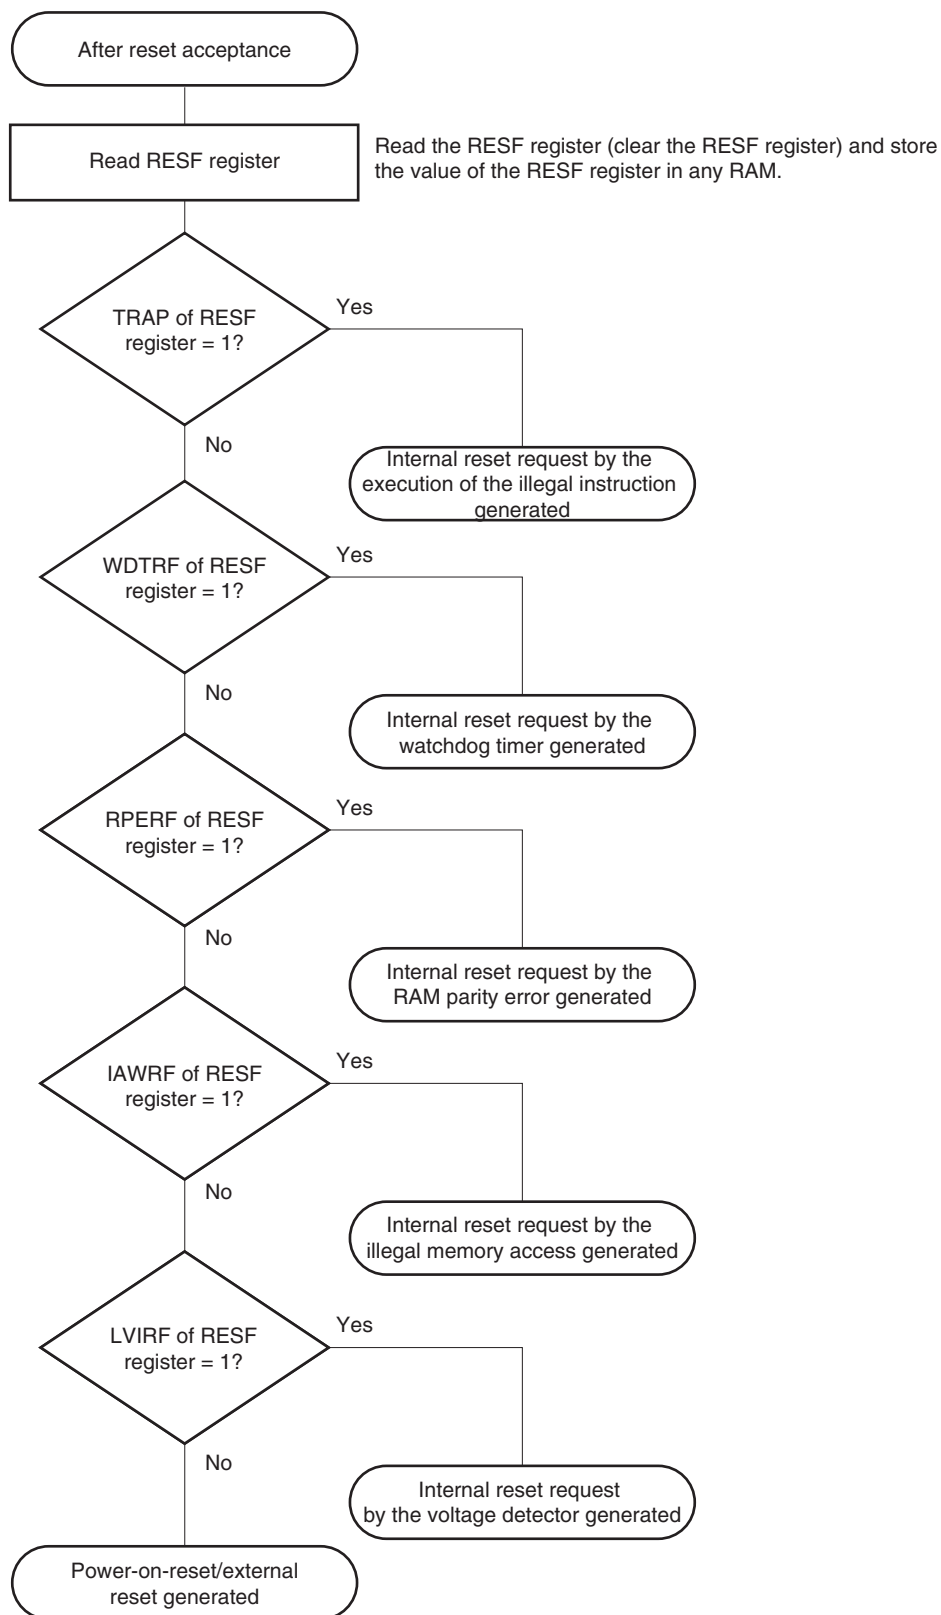 After reset acceptance
Read RESF register
Read the RESF register (clear the RESF register) and store
the value of the RESF register in any RAM.
TRAP of RESF
register = 1?
Yes
No
Internal reset request by the
execution of the illegal instruction
generated
WDTRF of RESF
register = 1?
Yes
No
Internal reset request by the
watchdog timer generated
RPERF of RESF
register = 1?
Yes
No
Internal reset request by the
RAM parity error generated
IAWRF of RESF
register = 1?
Yes
No
Internal reset request by the
illegal memory access generated
LVIRF of RESF
register = 1?
Yes
No
Internal reset request
by the voltage detector generated
Power-on-reset/external
reset generated